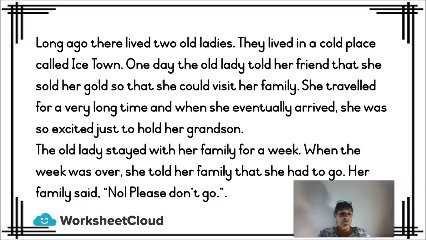 Long ago there lived two old ladies. They lived in a cold place
called Ice Town. One day the old lady told her friend that she
sold her gold so that she could visit her family. She travelled
for a very long time and when she eventually arrived, she was
so excited just to hold her grandson.
The old lady stayed with her family for a week. When the
week was over, she told her family that she had to go. Her
family said, “No! Please don't go.”.
WorksheetCloud